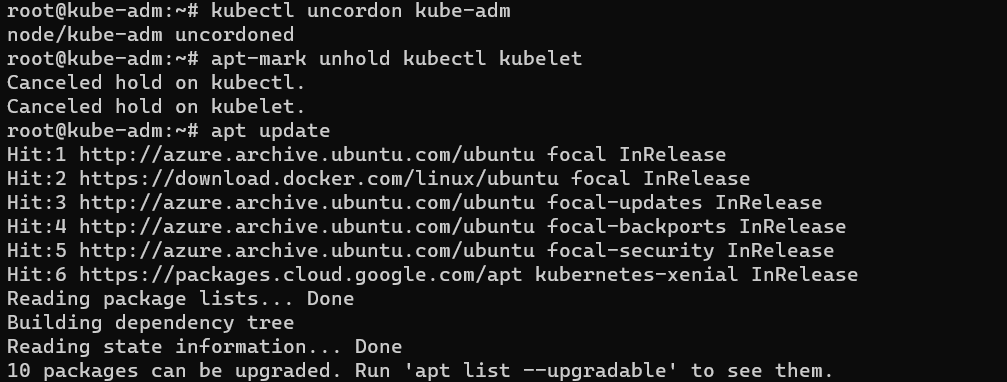 root@kube-adm:~# kubectl uncordon kube-adm
node/kube-adm uncordoned
root@kube-adm:~# apt-mark unhold kubectl kubelet
Canceled hold on kubectl.
Canceled hold on kubelet.
root@kube-adm:~# apt update
Hit:1 http://azure.archive.ubuntu.com/ubuntu focal InRelease
Hit:2 https://download.docker.com/linux/ubuntu focal InRelease
Hit:3 http://azure.archive.ubuntu.com/ubuntu focal-updates InRelease
Hit:4 http://azure.archive.ubuntu.com/ubuntu focal-backports InRelease
Hit:5 http://azure.archive.ubuntu.com/ubuntu focal-security InRelease
Hit:6 https://packages.cloud.google.com/apt kubernetes-xenial InRelease
Reading package lists... Done
Building dependency tree
Reading state information... Done
10 packages can be upgraded. Run 'apt list --upgradable' to see them.